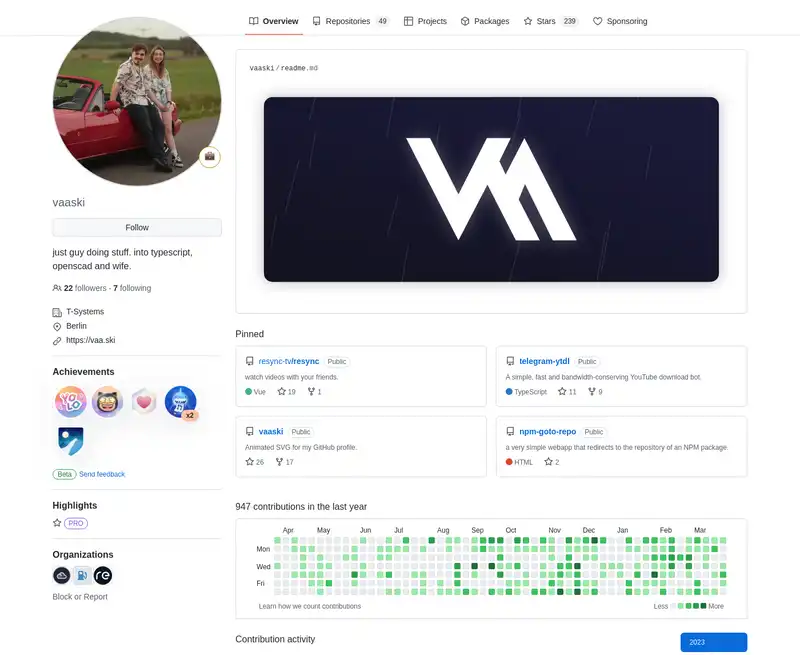 Overview
Repositories 49
Projects
Packages
Stars 239
Sponsoring
vaaski
Follow
just guy doing stuff. into typescript,
openscad and wife.
22 followers · 7 following
T-Systems
Berlin
https://vaa.ski
Achievements
YOLO
x2
Beta Send feedback
Highlights
PRO
Organizations
re
Block or Report
vaaski/readme.md
VA
Pinned
resync-tv/resync Public
watch videos with your friends.
Vue 19 1
telegram-ytdl Public
A simple, fast and bandwidth-conserving YouTube download bot.
TypeScript 11 9
vaaski Public
Animated SVG for my GitHub profile.
26 17
npm-goto-repo Public
a very simple webapp that redirects to the repository of an NPM package.
HTML 2
947 contributions in the last year
Apr May Jun Jul Aug Sep Oct Nov Dec Jan Feb Mar
Mon
Wed
Fri
Learn how we count contributions
Less More
Contribution activity
2023